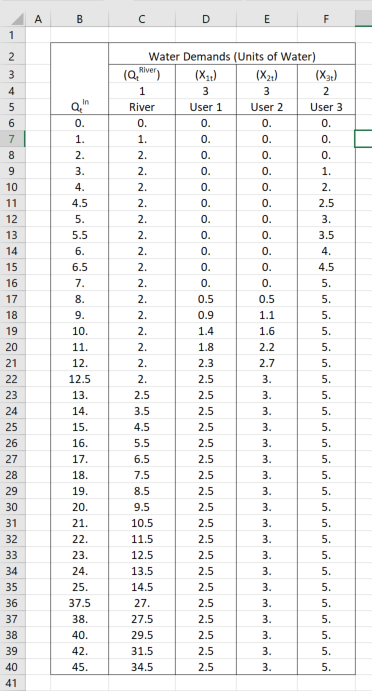 A B C D E F
1
2 Water Demands (Units of Water)
3 (Qt River) (X1t) (X2t) (X3t)
4 1 3 3 2
5 Qt In River User 1 User 2 User 3
6 0. 0. 0. 0. 0.
7 1. 1. 0. 0. 0.
8 2. 2. 0. 0. 0.
9 3. 2. 0. 0. 1.
10 4. 2. 0. 0. 2.
11 4.5 2. 0. 0. 2.5
12 5. 2. 0. 0. 3.
13 5.5 2. 0. 0. 3.5
14 6. 2. 0. 0. 4.
15 6.5 2. 0. 0. 4.5
16 7. 2. 0. 0. 5.
17 8. 2. 0.5 0.5 5.
18 9. 2. 0.9 1.1 5.
19 10. 2. 1.4 1.6 5.
20 11. 2. 1.8 2.2 5.
21 12. 2. 2.3 2.7 5.
22 12.5 2. 2.5 3. 5.
23 13. 2.5 2.5 3. 5.
24 14. 3.5 2.5 3. 5.
25 15. 4.5 2.5 3. 5.
26 16. 5.5 2.5 3. 5.
27 17. 6.5 2.5 3. 5.
28 18. 7.5 2.5 3. 5.
29 19. 8.5 2.5 3. 5.
30 20. 9.5 2.5 3. 5.
31 21. 10.5 2.5 3. 5.
32 22. 11.5 2.5 3. 5.
33 23. 12.5 2.5 3. 5.
34 24. 13.5 2.5 3. 5.
35 25. 14.5 2.5 3. 5.
36 37.5 27. 2.5 3. 5.
37 38. 27.5 2.5 3. 5.
38 40. 29.5 2.5 3. 5.
39 42. 31.5 2.5 3. 5.
40 45. 34.5 2.5 3. 5.
41